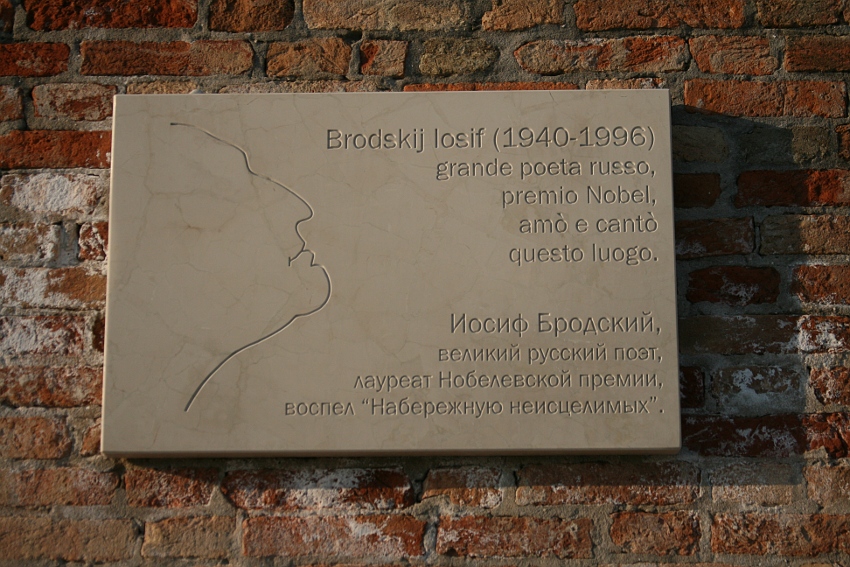 Brodskij Iosif (1940-1996)
grande poeta russo,
premio Nobel,
amò e cantò
questo luogo.
Иосиф Бродский,
великий русский поэт,
лауреат Нобелевской премии,
воспел "Набережную неисцелимых".